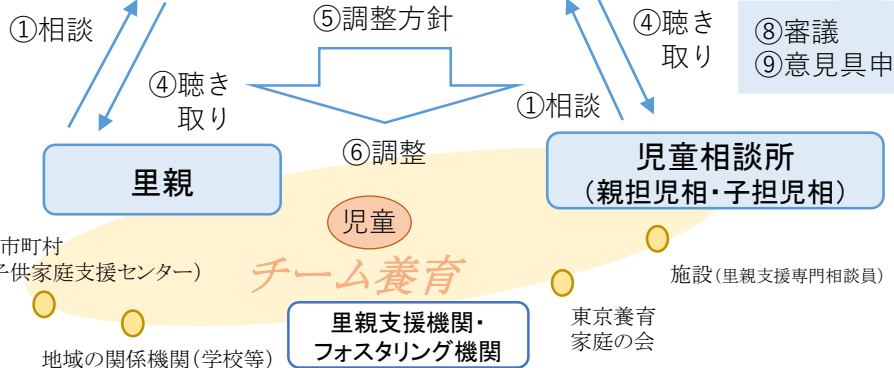 ①相談
⑤調整方針
④聴き
取り
⑧審議
⑨意見具申
④聴き
取り
①相談
⑥調整
里親
児童相談所
（親担児相・子担児相）
児童
市町村
子供家庭支援センター）
チーム養育
施設（里親支援専門相談員）
里親支援機関・
フォスタリング機関
東京養育
家庭の会
地域の関係機関（学校等）